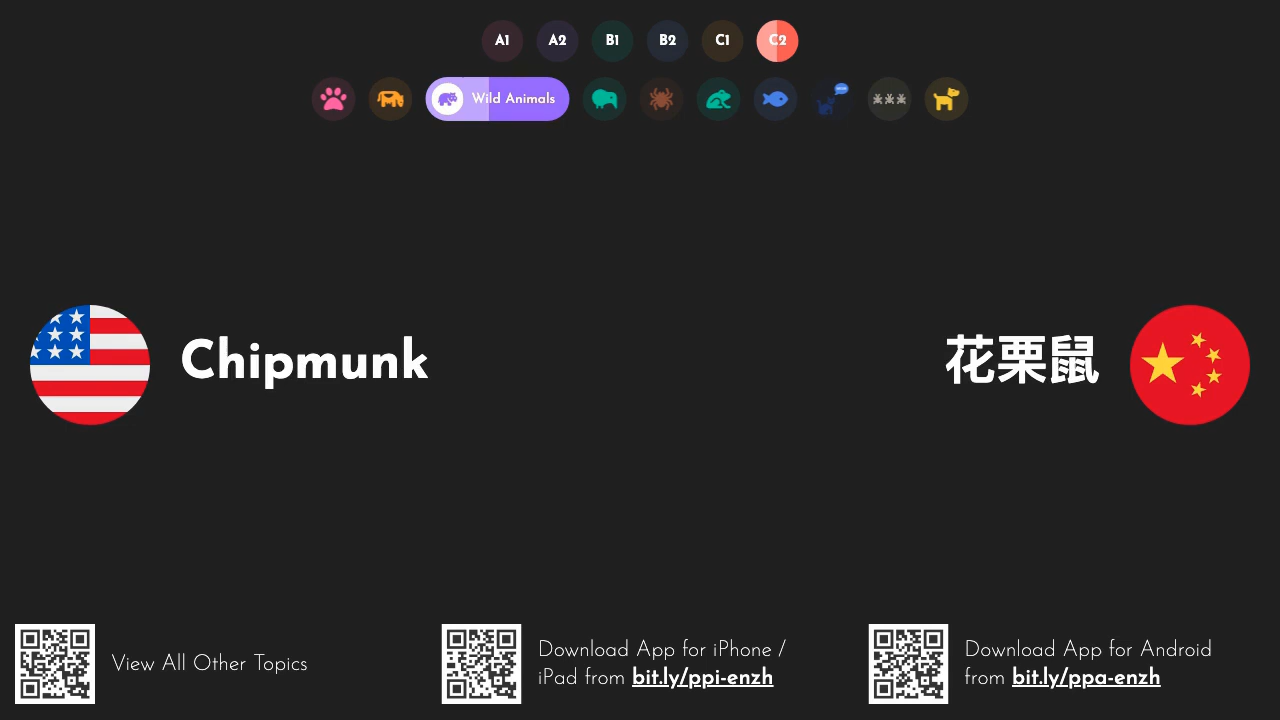 A1 A2 B1 B2 C1 C2
Wild Animals
Chipmunk
花栗鼠
View All Other Topics
Download App for iPhone /
iPad from bit.ly/ppi-enzh
Download App for Android
from bit.ly/ppa-enzh